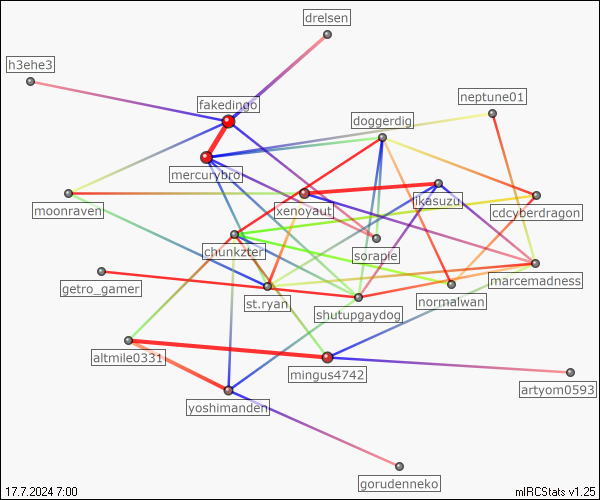 drelsen
h3ehe3
fakedingo
neptune01
doggerdig
mercurybro
likasuzu
xenoyaut
cdcyberdragon
moonraven
chunkzter
sorapie
marcemadness
getro_gamer
st.ryan
normalwan
shutupgaydog
altmile0331
mingus4742
artyom0593
yoshimanden
gorudenneko
17.7.2024 7:00
mIRCStats v1.25